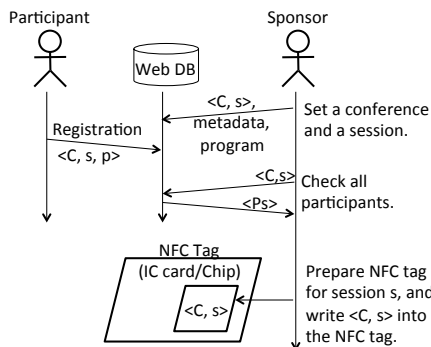 Participant
Sponsor
Web DB
<C, s>,
metadata,
program
Set a conference
and a session.
Registration
<C, s, p>
<C,s>
Check all
participants.
<Ps>
NFC Tag
(IC card/Chip)
<C, s>
Prepare NFC tag
for session s, and
write <C, s> into
the NFC tag.